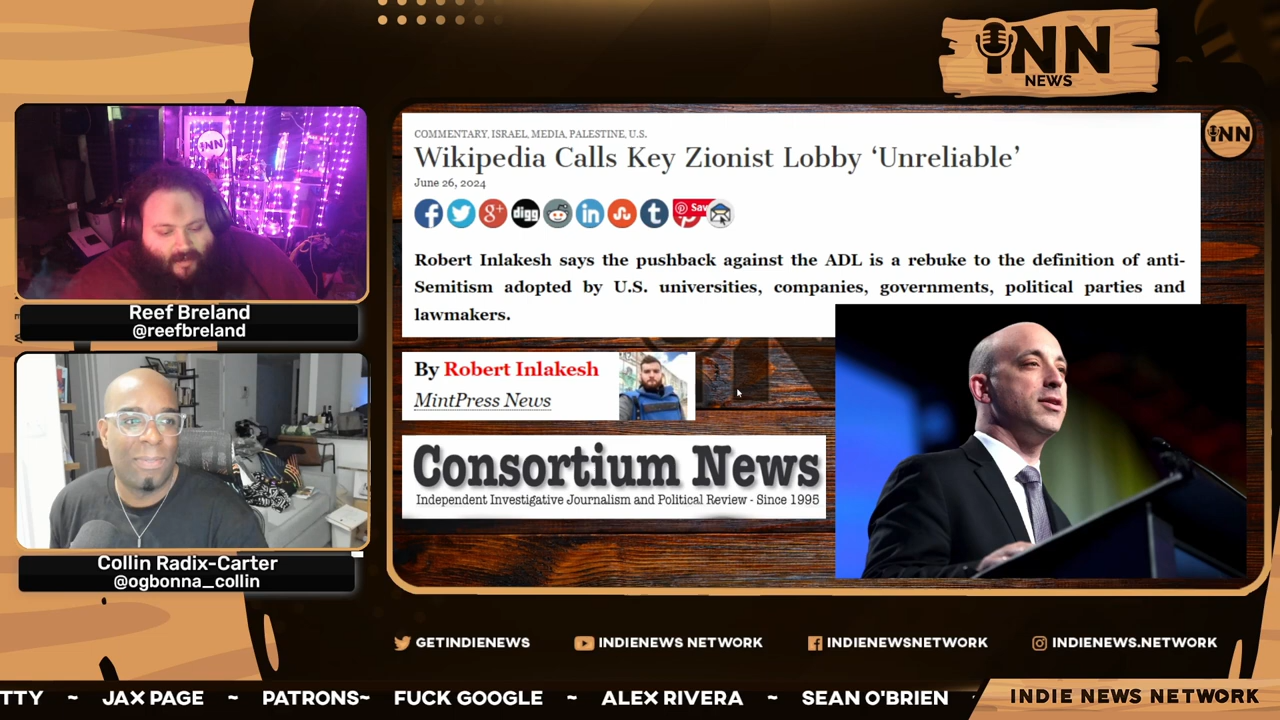 iNN
NEWS
iNN
COMMENTARY, ISRAEL, MEDIA, PALESTINE, U.S.
Wikipedia Calls Key Zionist Lobby ‘Unreliable’
June 26, 2024
digg
Robert Inlakesh says the pushback against the ADL is a rebuke to the definition of anti-
Semitism adopted by U.S. universities, companies, governments, political parties and
lawmakers.
By Robert Inlakesh
MintPress News
Consortium News
Independent Investigative Journalism and Political Review - Since 1995
Reef Breland
@reefbreland
Collin Radix-Carter
@ogbonna_collin
GETINDIENEWS
INDIENEWS NETWORK
INDIENEWSNETWORK
INDIENEWS.NETWORK
TTY ~ JAX PAGE ~ PATRONS~ FUCK GOOGLE ~ ALEX RIVERA ~ SEAN O'BRIEN
INDIE NEWS NETWORK